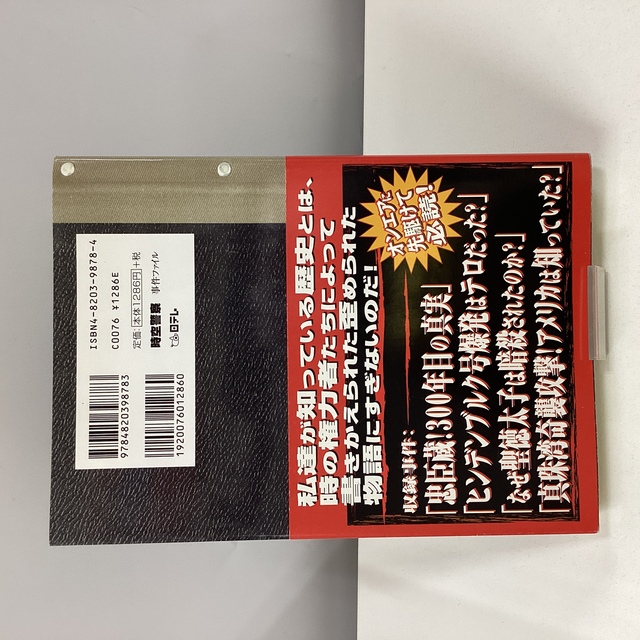 ISBN4-8203-9878-4
C0076 ¥1286E
定価:本体1286円+税
時空警察 事件ファイル
日テレ
9784820398783
1920076012860
私達が知っている歴史とは、
時の権力者たちによって
書きかえられた歪められた
物語にすぎないのだ!
オンエアに
先駆けて
必読!
収録事件:
「忠臣蔵!300年目の真実」
「ヒンデンブルク号爆発はテロだった?」
「なぜ聖徳太子は暗殺されたのか?」
「真珠湾奇襲攻撃!アメリカは知っていた?」